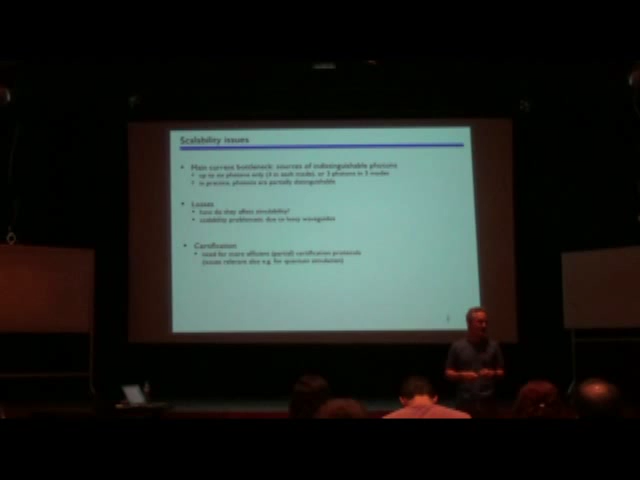 Scalability issues
• Main current bottleneck: sources of indistinguishable photons
• up to six photons only (4 in each mode), or 3 photons in 3 modes
• in practice, photons are partially distinguishable
• Losses
• how do they affect simulability?
• scalability problematic due to lossy waveguides
• Certification
• need for more efficient (partial) certification protocols
(issues relevant also e.g. for quantum simulation)